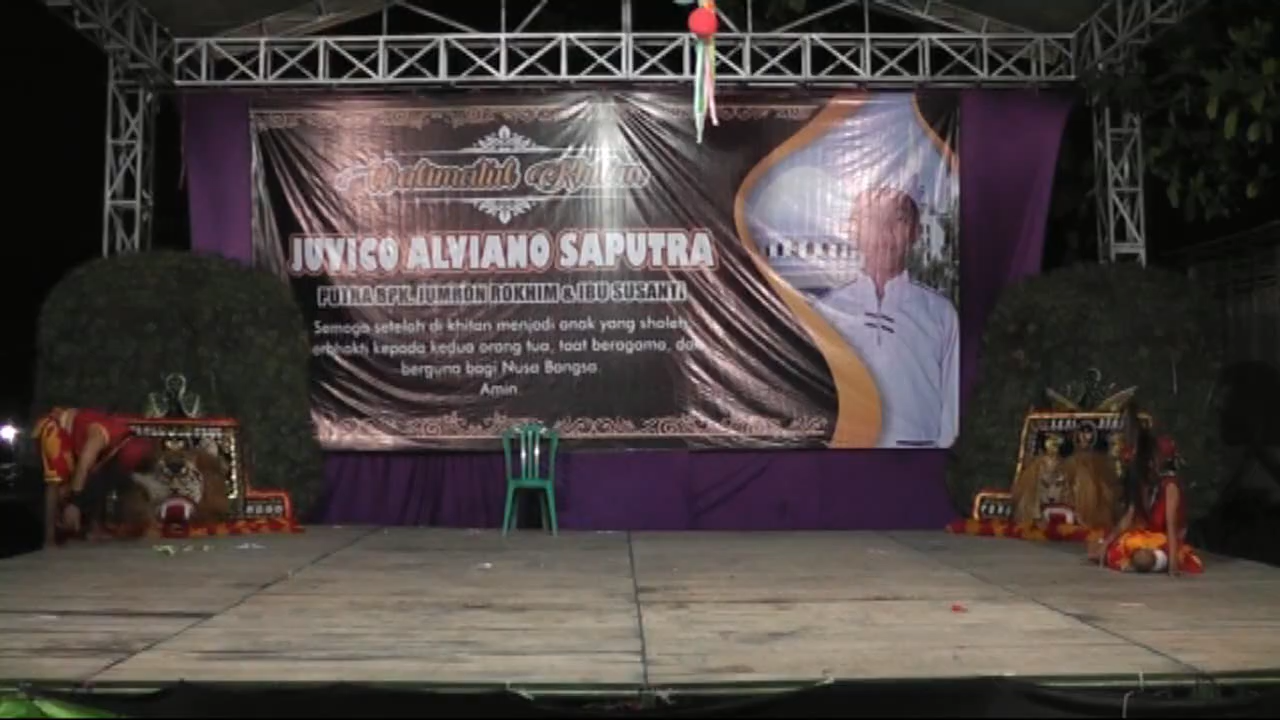 Walimatul Khitan
JUVICO ALVIANO SAPUTRA
PUTRA BPK. JUMRON ROKHIM & IBU SUSANTI
Semoga setelah di khitan menjadi anak yang sholeh,
berbhakti kepada kedua orang tua, taat beragama, dan
berguna bagi Nusa Bangsa
Amin